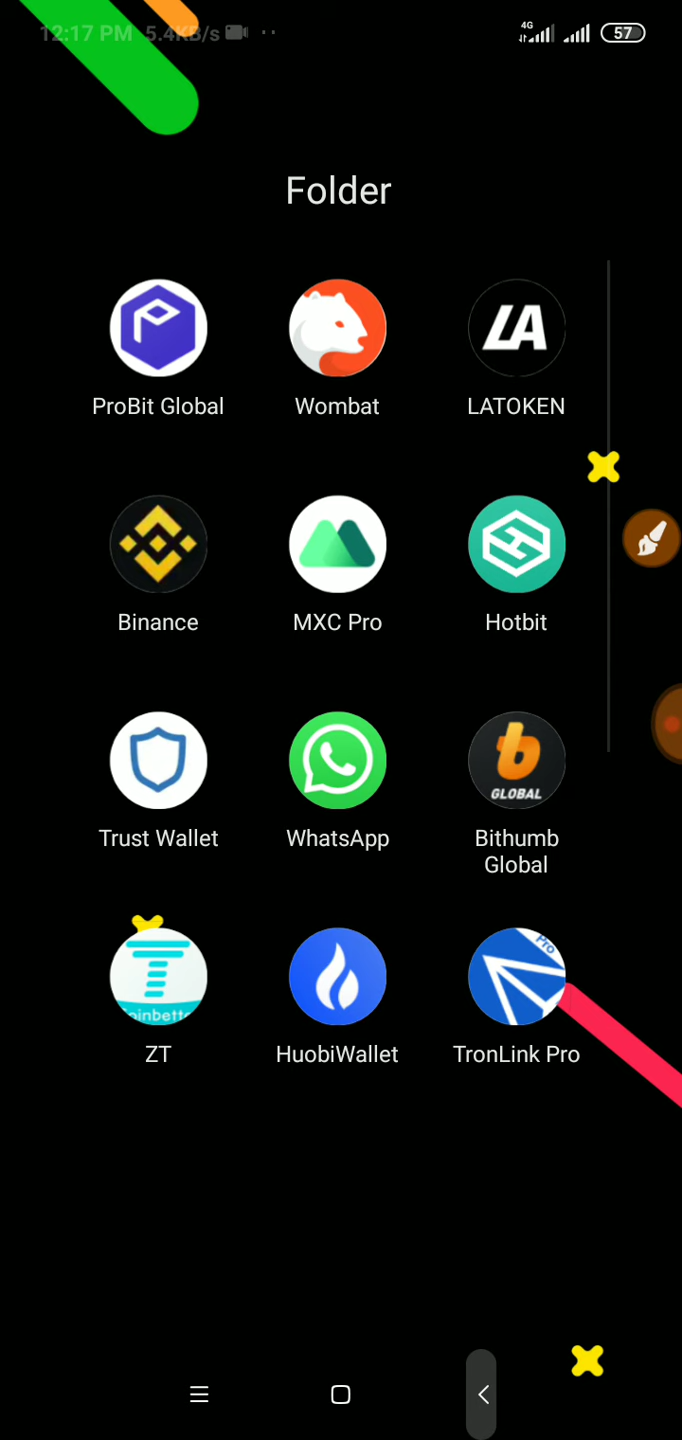 12:17 PM 5.4KB/s 4G 57
Folder
ProBit Global Wombat LATOKEN
Binance MXC Pro Hotbit
GLOBAL
Trust Wallet WhatsApp Bithumb
Global
Pro
coinbette
ZT HuobiWallet TronLink Pro